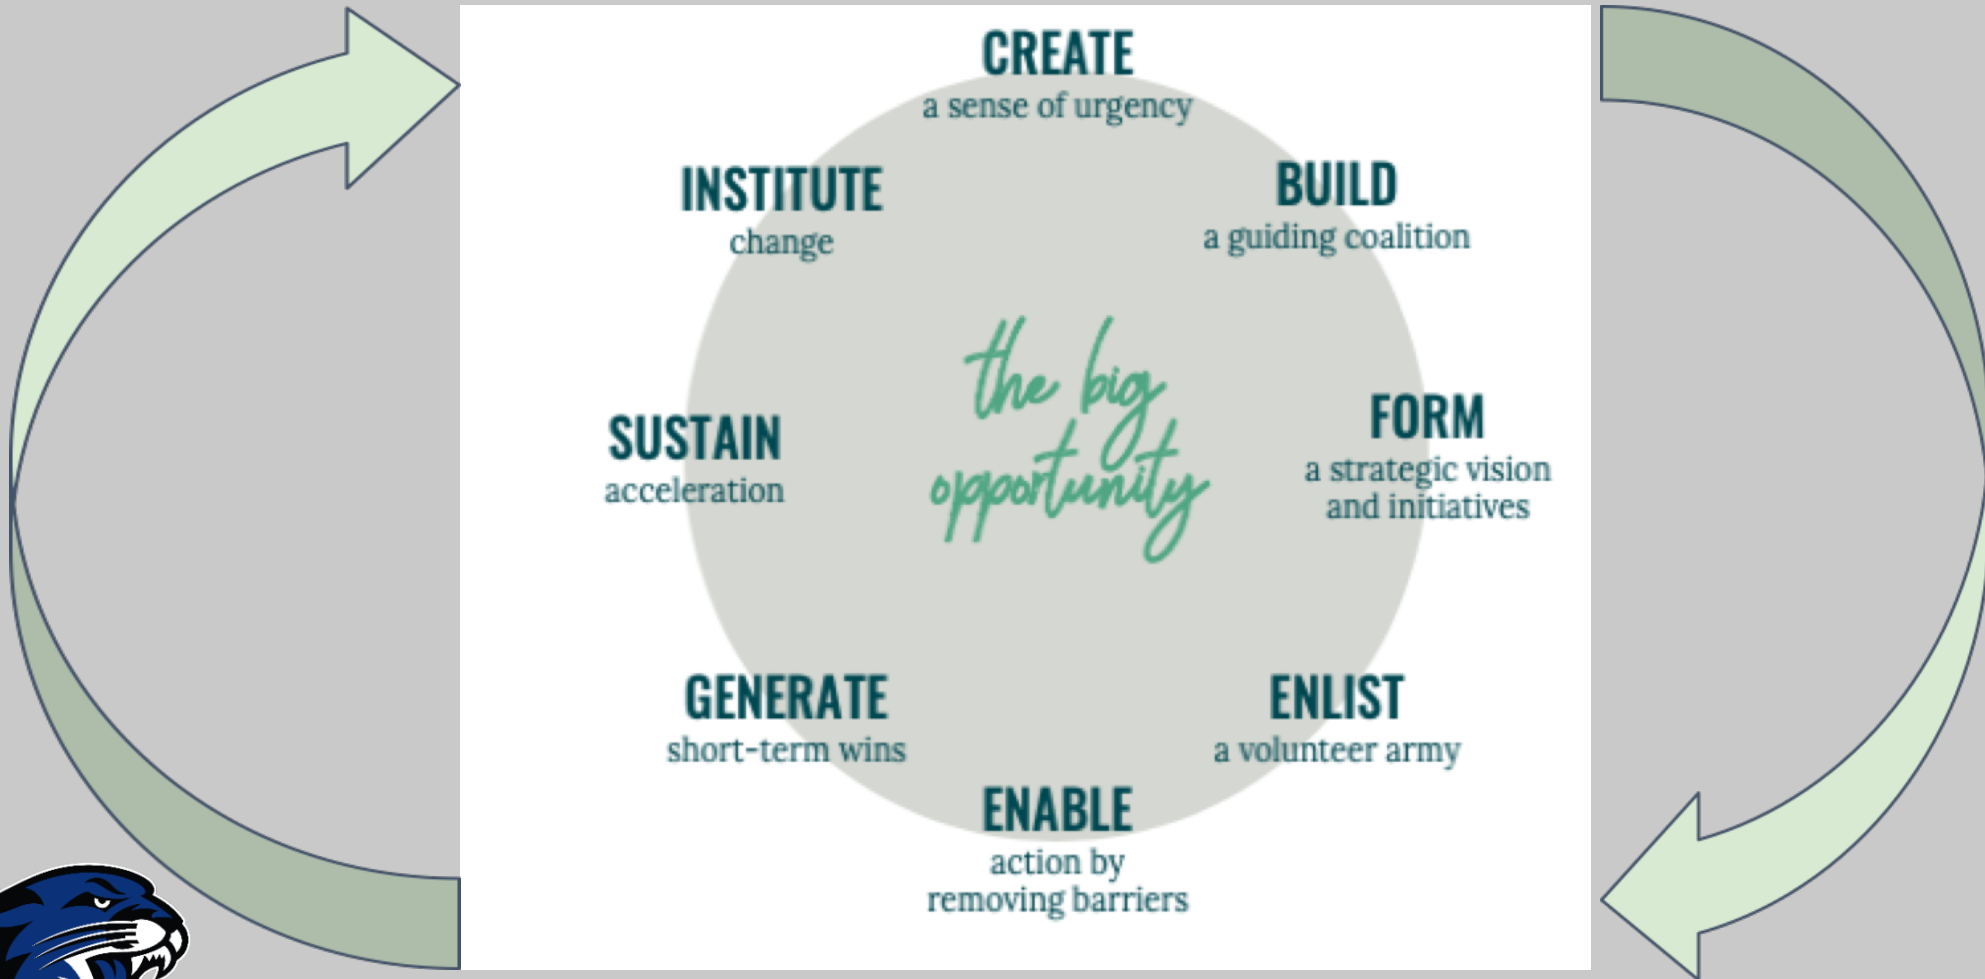 CREATE
a sense of urgency
BUILD
a guiding coalition
FORM
a strategic vision
and initiatives
ENLIST
a volunteer army
ENABLE
action by
removing barriers
GENERATE
short-term wins
SUSTAIN
acceleration
INSTITUTE
change
the big
opportunity